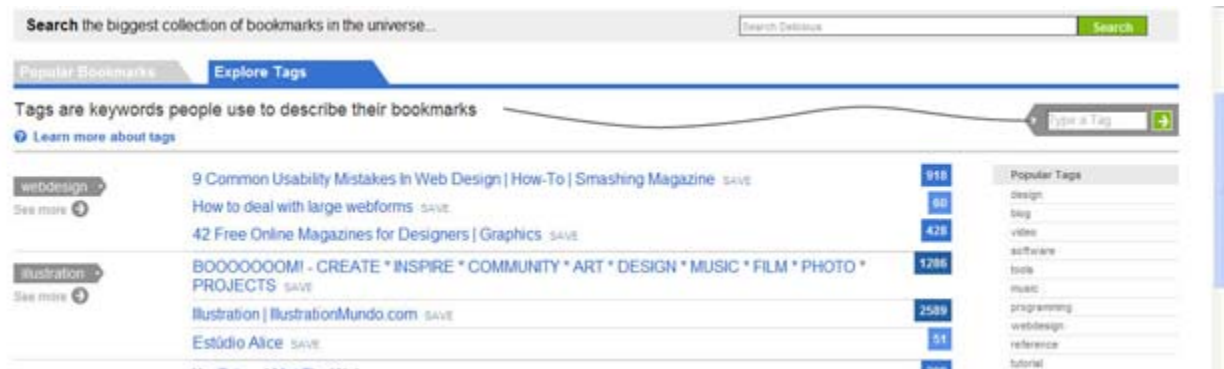 Search the biggest collection of bookmarks in the universe...
Search Delicious
Search
Popular Bookmarks
Explore Tags
Tags are keywords people use to describe their bookmarks
Type a Tag
Learn more about tags
webdesign
See more
9 Common Usability Mistakes In Web Design | How-To | Smashing Magazine SAVE
918
How to deal with large webforms SAVE
60
42 Free Online Magazines for Designers | Graphics SAVE
428
illustration
See more
BOOOOOOOM! - CREATE * INSPIRE * COMMUNITY * ART * DESIGN * MUSIC * FILM * PHOTO *
PROJECTS SAVE
1286
Illustration | IllustrationMundo.com SAVE
2589
Estúdio Alice SAVE
51
Popular Tags
design
blog
video
software
tools
music
programming
webdesign
reference
tutorial